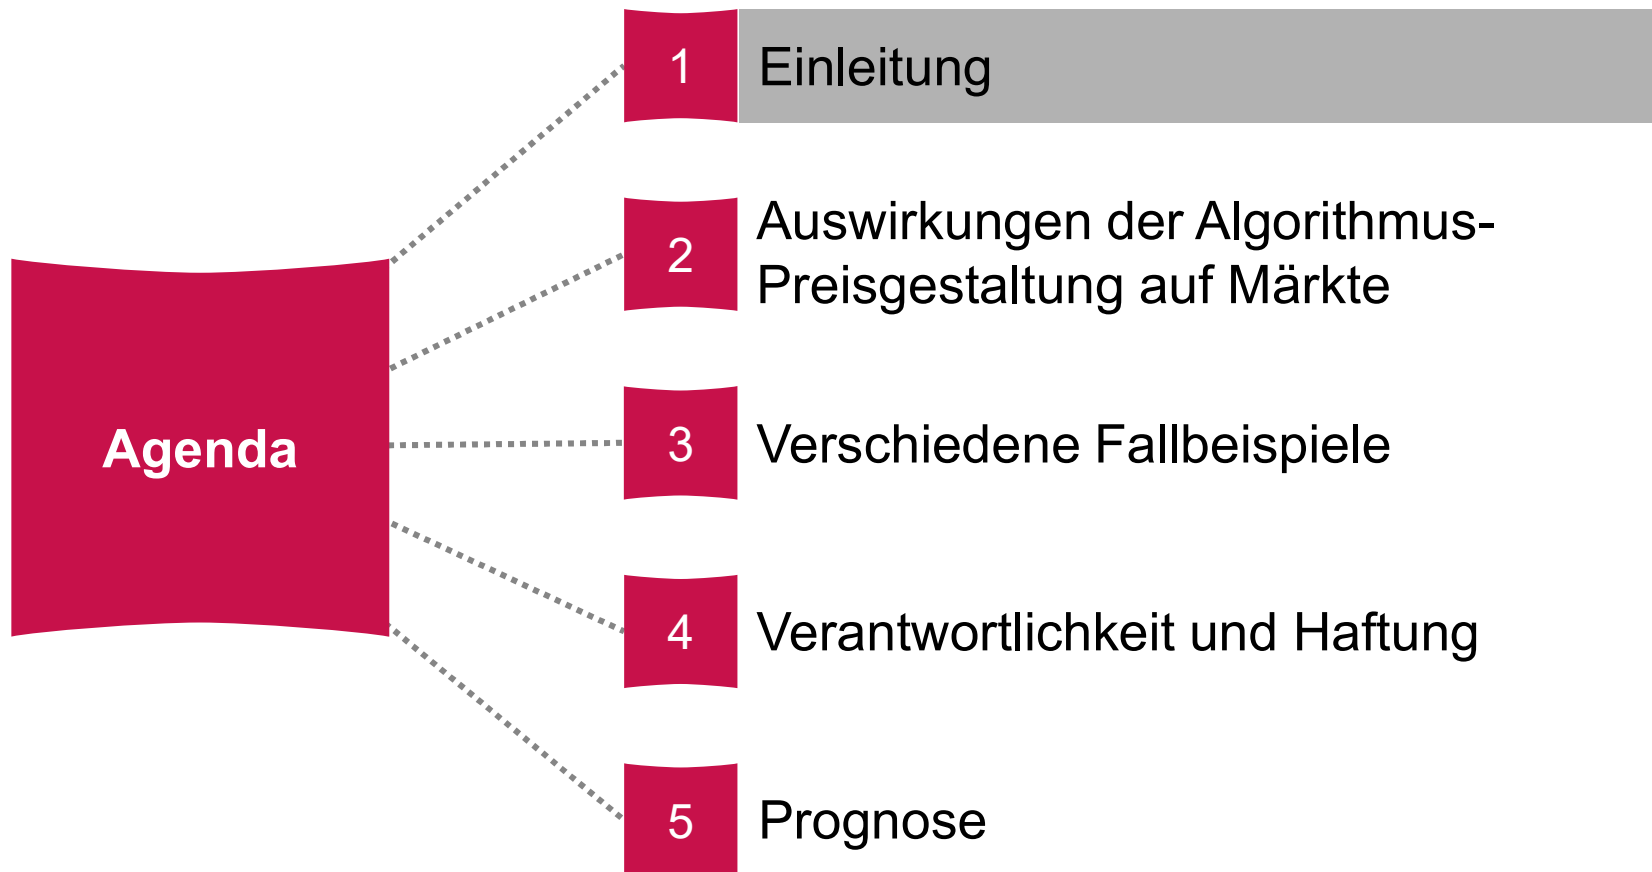 Agenda
1
Einleitung
2
Auswirkungen der Algorithmus-
Preisgestaltung auf Märkte
3
Verschiedene Fallbeispiele
4
Verantwortlichkeit und Haftung
5
Prognose